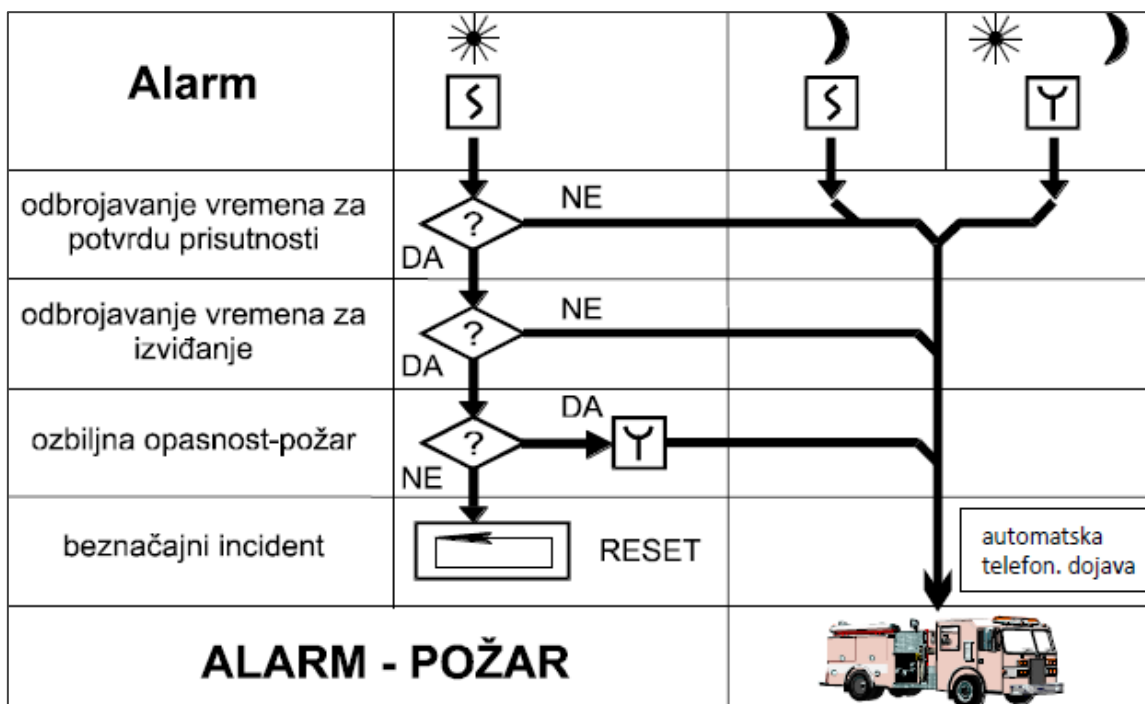 Alarm
odbrojavanje vremena za
potvrdu prisutnosti
?
NE
DA
odbrojavanje vremena za
izviđanje
?
NE
DA
ozbiljna opasnost-požar
?
DA
NE
beznačajni incident
RESET
automatska
telefon. dojava
ALARM - POŽAR